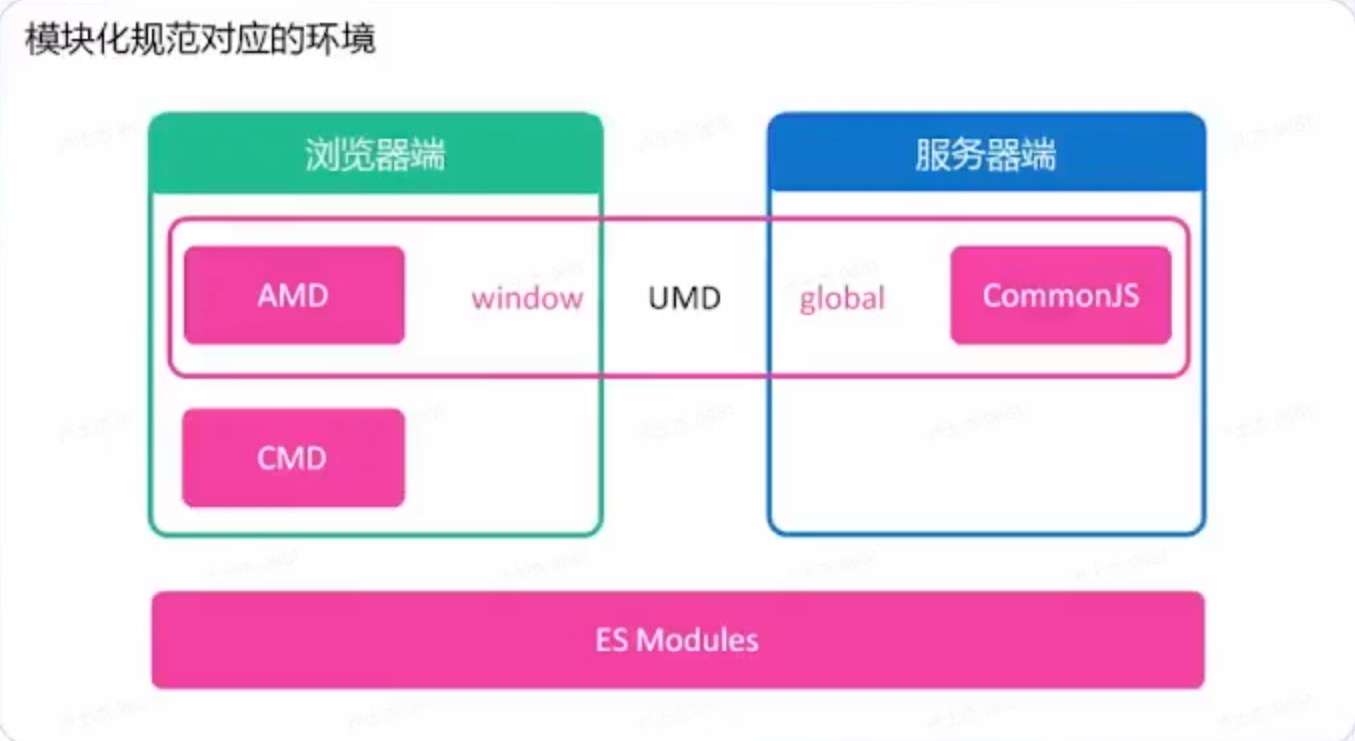 模块化规范对应的环境
浏览器端
服务器端
AMD
window
UMD
global
CommonJS
CMD
ES Modules